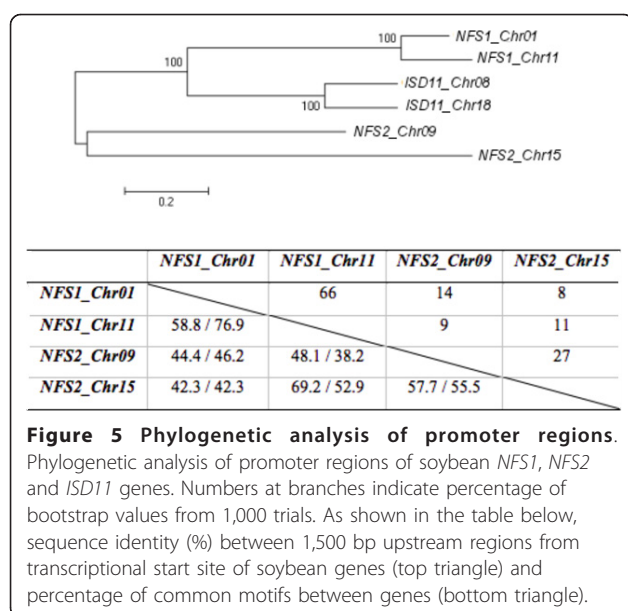 NFS1_Chr01
100
NFS1_Chr11
100
ISD11_Chr08
100
ISD11_Chr18
NFS2_Chr09
NFS2_Chr15
0.2
NFS1_Chr01 NFS1_Chr11 NFS2_Chr09 NFS2_Chr15
NFS1_Chr01 66 14 8
NFS1_Chr11 58.8 / 76.9 9 11
NFS2_Chr09 44.4 / 46.2 48.1 / 38.2 27
NFS2_Chr15 42.3 / 42.3 69.2 / 52.9 57.7 / 55.5
Figure 5 Phylogenetic analysis of promoter regions.
Phylogenetic analysis of promoter regions of soybean NFS1, NFS2
and ISD11 genes. Numbers at branches indicate percentage of
bootstrap values from 1,000 trials. As shown in the table below,
sequence identity (%) between 1,500 bp upstream regions from
transcriptional start site of soybean genes (top triangle) and
percentage of common motifs between genes (bottom triangle).